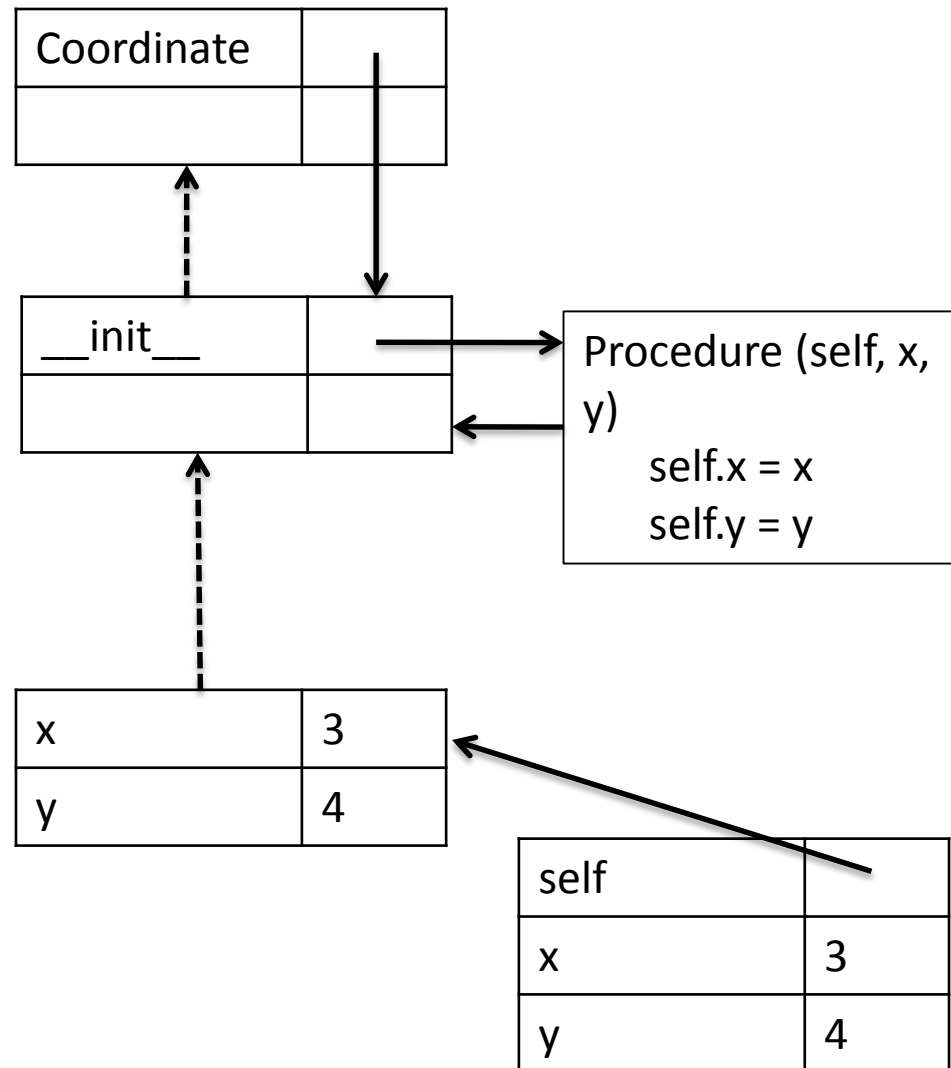 Coordinate
__init__
Procedure (self, x,
y)
self.x = x
self.y = y
x 3
y 4
self
x 3
y 4